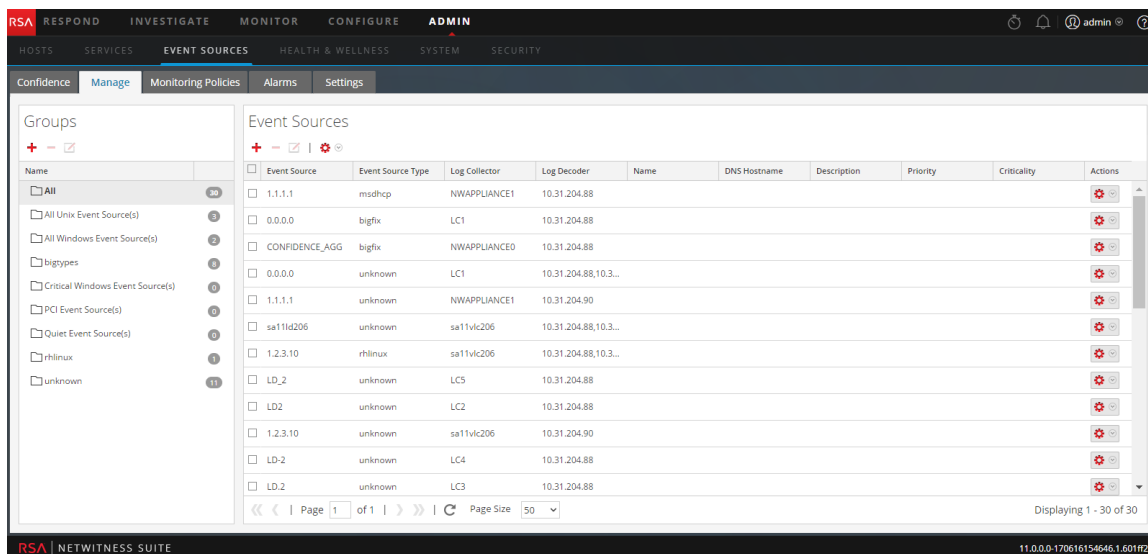 RSA RESPOND INVESTIGATE MONITOR CONFIGURE ADMIN admin
HOSTS SERVICES EVENT SOURCES HEALTH & WELLNESS SYSTEM SECURITY
Confidence Manage Monitoring Policies Alarms Settings
Groups
Name
All 30
All Unix Event Source(s) 3
All Windows Event Source(s) 2
bigtypes 8
Critical Windows Event Source(s) 0
PCI Event Source(s) 0
Quiet Event Source(s) 0
rhlinux 1
unknown 11
Event Sources
Event Source Event Source Type Log Collector Log Decoder Name DNS Hostname Description Priority Criticality Actions
1.1.1.1 msdhcp NWAPPLIANCE1 10.31.204.88
0.0.0.0 bigfix LC1 10.31.204.88
CONFIDENCE_AGG bigfix NWAPPLIANCE0 10.31.204.88
0.0.0.0 unknown LC1 10.31.204.88,10.3...
1.1.1.1 unknown NWAPPLIANCE1 10.31.204.90
sa11ld206 unknown sa11vlc206 10.31.204.88,10.3...
1.2.3.10 rhlinux sa11vlc206 10.31.204.88,10.3...
LD_2 unknown LC5 10.31.204.88
LD2 unknown LC2 10.31.204.88
1.2.3.10 unknown sa11vlc206 10.31.204.90
LD-2 unknown LC4 10.31.204.88
LD.2 unknown LC3 10.31.204.88
Page 1 of 1 Page Size 50 Displaying 1 - 30 of 30
RSA NETWITNESS SUITE